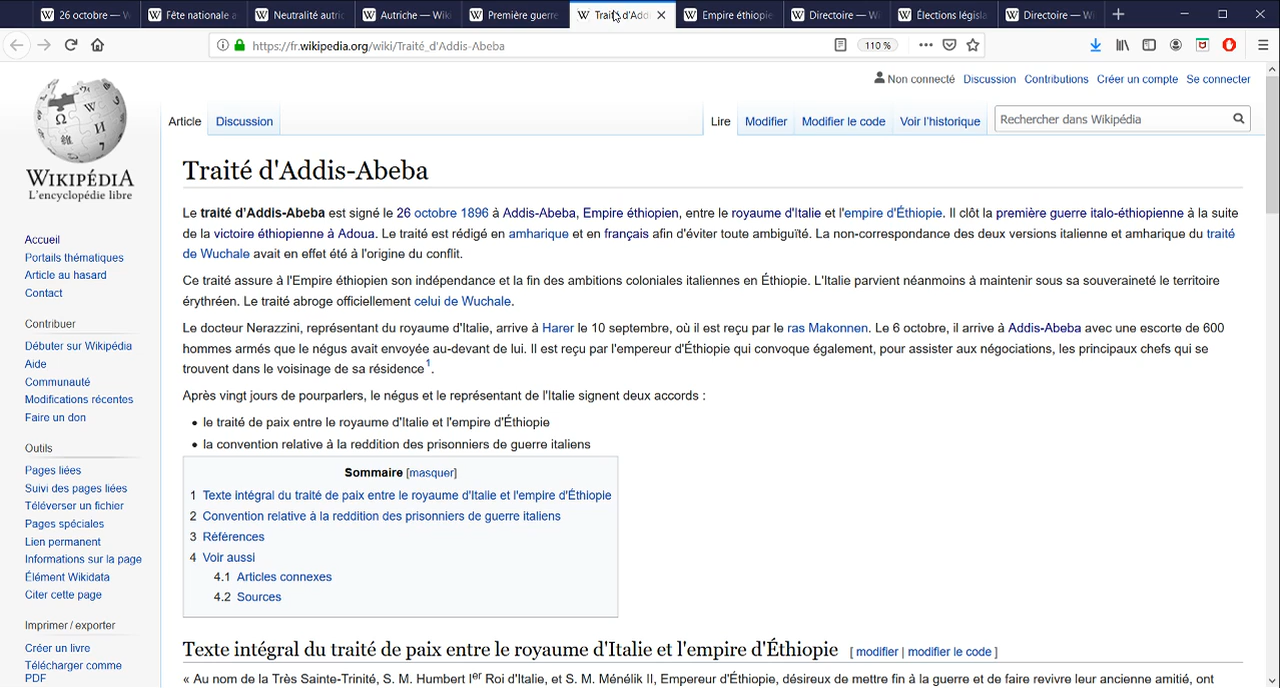 26 octobre —
Fête nationale a
Neutralité autric
Autriche — Wiki
Première guerre
Traité d'Add
Empire éthiopie
Directoire — Wi
Élections législa
Directoire — Wi
https://fr.wikipedia.org/wiki/Traité_d'Addis-Abeba
110 %
Non connecté Discussion Contributions Créer un compte Se connecter
Article Discussion Lire Modifier Modifier le code Voir l'historique Rechercher dans Wikipédia
WIKIPÉDIA
L'encyclopédie libre
Accueil
Portails thématiques
Article au hasard
Contact
Contribuer
Débuter sur Wikipédia
Aide
Communauté
Modifications récentes
Faire un don
Outils
Pages liées
Suivi des pages liées
Téléverser un fichier
Pages spéciales
Lien permanent
Informations sur la page
Élément Wikidata
Citer cette page
Imprimer / exporter
Créer un livre
Télécharger comme
PDF
Traité d'Addis-Abeba
Le traité d'Addis-Abeba est signé le 26 octobre 1896 à Addis-Abeba, Empire éthiopien, entre le royaume d'Italie et l'empire d'Éthiopie. Il clôt la première guerre italo-éthiopienne à la suite
de la victoire éthiopienne à Adoua. Le traité est rédigé en amharique et en français afin d'éviter toute ambiguïté. La non-correspondance des deux versions italienne et amharique du traité
de Wuchale avait en effet été à l'origine du conflit.
Ce traité assure à l'Empire éthiopien son indépendance et la fin des ambitions coloniales italiennes en Éthiopie. L'Italie parvient néanmoins à maintenir sous sa souveraineté le territoire
érythréen. Le traité abroge officiellement celui de Wuchale.
Le docteur Nerazzini, représentant du royaume d'Italie, arrive à Harer le 10 septembre, où il est reçu par le ras Makonnen. Le 6 octobre, il arrive à Addis-Abeba avec une escorte de 600
hommes armés que le négus avait envoyée au-devant de lui. Il est reçu par l'empereur d'Éthiopie qui convoque également, pour assister aux négociations, les principaux chefs qui se
trouvent dans le voisinage de sa résidence 1.
Après vingt jours de pourparlers, le négus et le représentant de l'Italie signent deux accords :
• le traité de paix entre le royaume d'Italie et l'empire d'Éthiopie
• la convention relative à la reddition des prisonniers de guerre italiens
Sommaire [masquer]
1 Texte intégral du traité de paix entre le royaume d'Italie et l'empire d'Éthiopie
2 Convention relative à la reddition des prisonniers de guerre italiens
3 Références
4 Voir aussi
4.1 Articles connexes
4.2 Sources
Texte intégral du traité de paix entre le royaume d'Italie et l'empire d'Éthiopie [ modifier | modifier le code ]
« Au nom de la Très Sainte-Trinité, S. M. Humbert Ier Roi d'Italie, et S. M. Ménélik II, Empereur d'Éthiopie, désireux de mettre fin à la guerre et de faire revivre leur ancienne amitié, ont